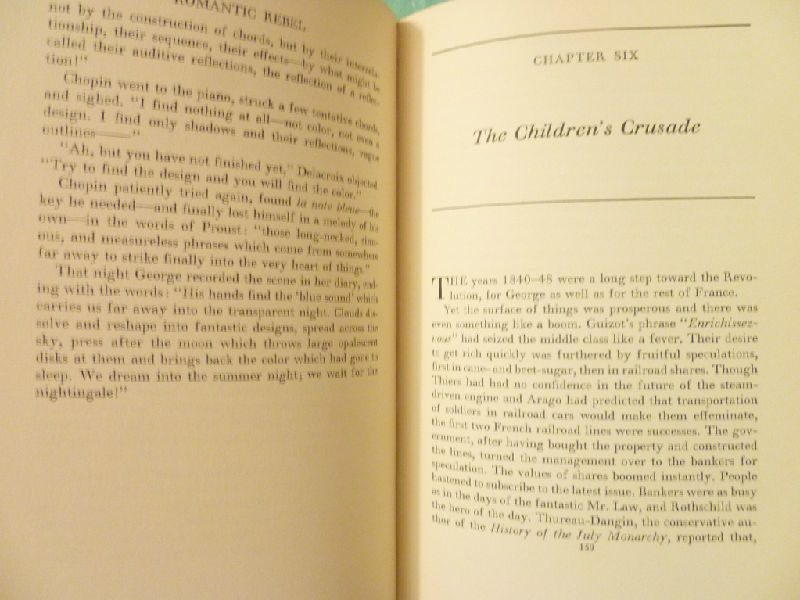 ROMANTIC REBEL
not by the construction of chords, but by their interrela-
tionship, their sequence, their effects—by what might be
called their auditive reflections, the reflection of a reflec-
tion!"
Chopin went to the piano, struck a few tentative chords,
and sighed. "I find nothing at all—not color, not even a
design. I find only shadows and their reflections, vague
outlines——"
"Ah, but you have not finished yet," Delacroix objected
"Try to find the design and you will find the color."
Chopin patiently tried again, found la note bleue—the
key he needed—and finally lost himself in a melody of his
own—in the words of Proust: "those long-necked, sinu-
ous, and measureless phrases which come from somewhere
far away to strike finally into the very heart of things."
That night George recorded the scene in her diary, end-
ing with the words: "His hands find the 'blue sound' which
carries us far away into the transparent night. Clouds dis-
solve and reshape into fantastic designs, spread across the
sky, press after the moon which throws large opalescent
disks at them and brings back the color which had gone to
sleep. We dream into the summer night; we wait for the
nightingale!"
CHAPTER SIX
The Children's Crusade
THE years 1840–48 were a long step toward the Revo-
lution, for George as well as for the rest of France.
Yet the surface of things was prosperous and there was
even something like a boom. Guizot's phrase "Enrichissez-
vous" had seized the middle class like a fever. Their desire
to get rich quickly was furthered by fruitful speculations,
first in cane- and beet-sugar, then in railroad shares. Though
Thiers had had no confidence in the future of the steam-
driven engine and Arago had predicted that transportation
of soldiers in railroad cars would make them effeminate,
the first two French railroad lines were successes. The gov-
ernment, after having bought the property and constructed
the lines, turned the management over to the bankers for
speculation. The values of shares boomed instantly. People
hastened to subscribe to the latest issue. Bankers were as busy
as in the days of the fantastic Mr. Law, and Rothschild was
the hero of the day. Thureau-Dangin, the conservative au-
thor of the History of the July Monarchy, reported that,
159